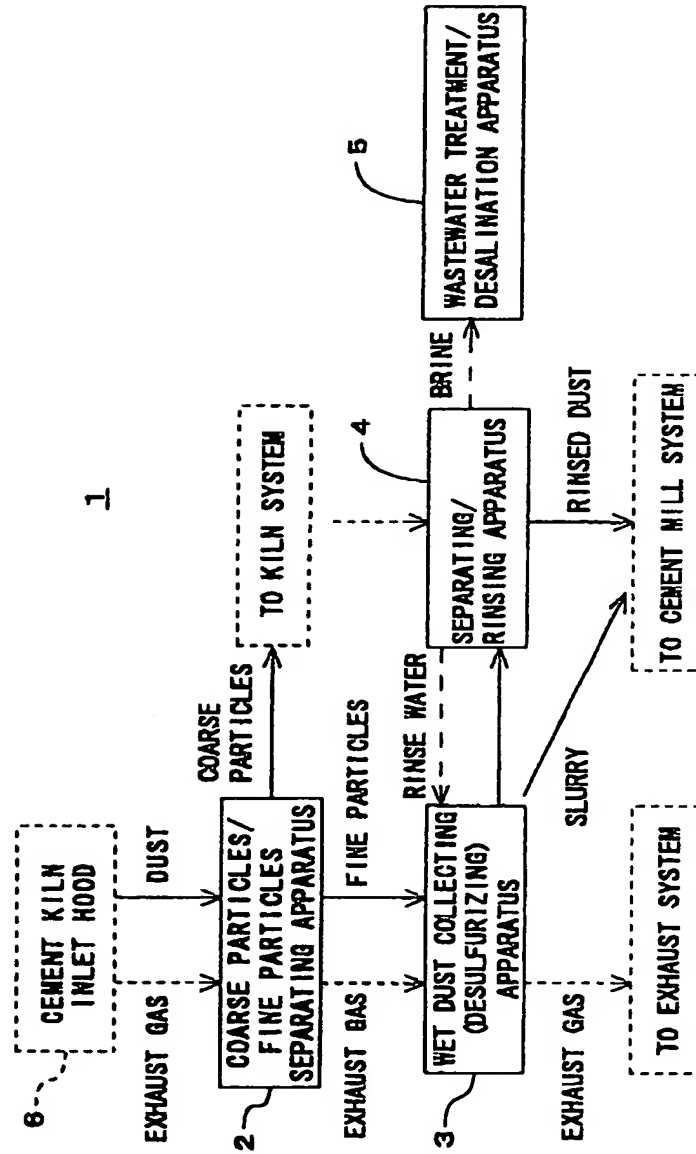 1
6
CEMENT KILN
INLET HOOD
EXHAUST GAS
DUST
2
COARSE PARTICLES/
FINE PARTICLES
SEPARATING APPARATUS
COARSE
PARTICLES
TO KILN SYSTEM
EXHAUST GAS
FINE PARTICLES
3
WET DUST COLLECTING
(DESULFURIZING)
APPARATUS
RINSE WATER
4
SEPARATING/
RINSING APPARATUS
BRINE
5
WASTEWATER TREATMENT/
DESALINATION APPARATUS
EXHAUST GAS
SLURRY
RINSED DUST
TO EXHAUST SYSTEM
TO CEMENT MILL SYSTEM